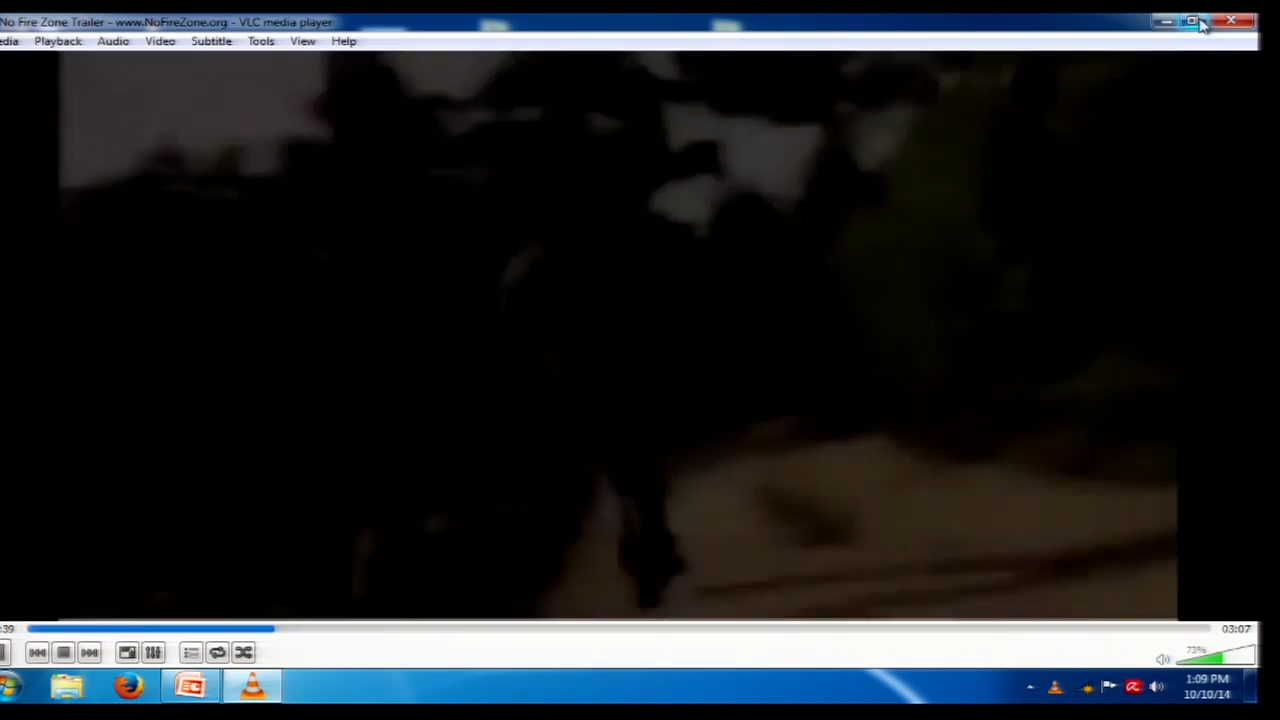 No Fire Zone Trailer - www.NoFireZone.org - VLC media player
dia Playback Audio Video Subtitle Tools View Help
:39 03:07
73%
1:09 PM
10/10/14